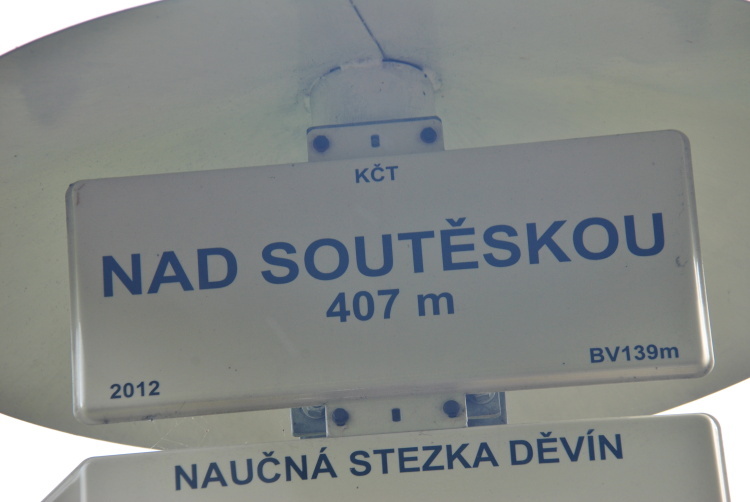 KČT
NAD SOUTĚSKOU
407 m
2012 BV139m
NAUČNÁ STEZKA DĚVÍN